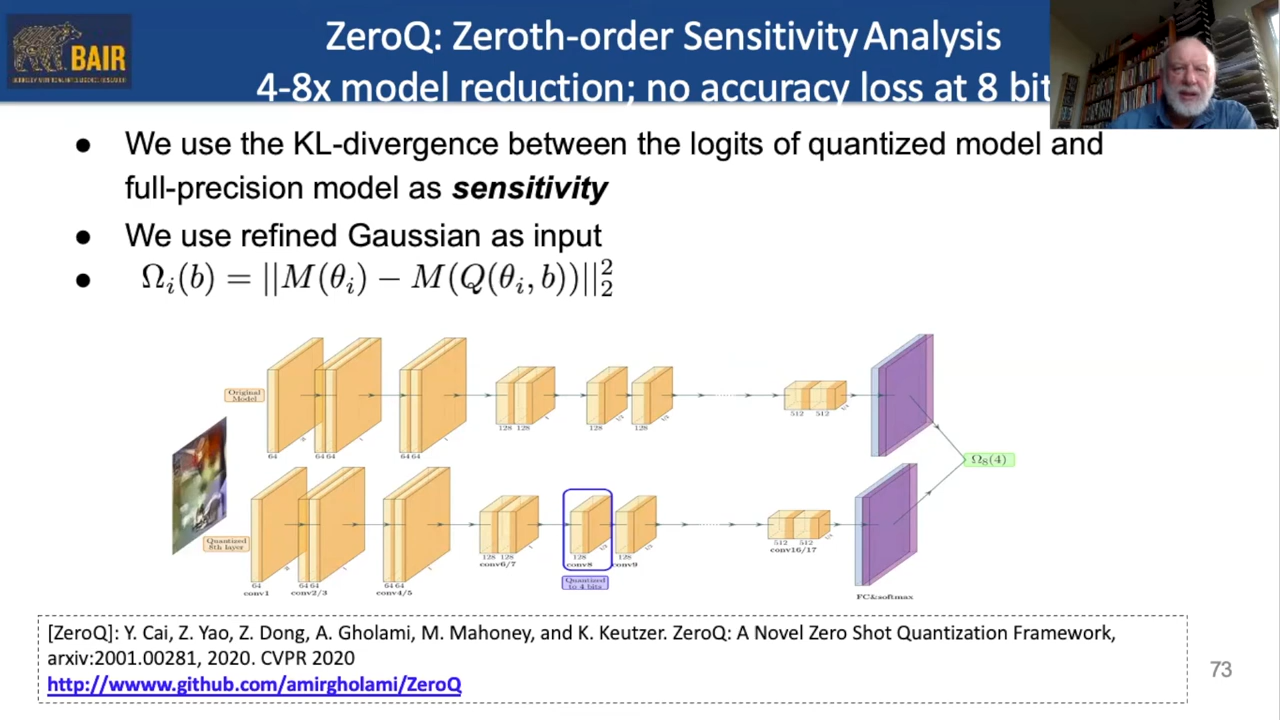 BAIR
BERKELEY ARTIFICIAL INTELLIGENCE RESEARCH
ZeroQ: Zeroth-order Sensitivity Analysis
4-8x model reduction; no accuracy loss at 8 bit
● We use the KL-divergence between the logits of quantized model and
full-precision model as sensitivity
● We use refined Gaussian as input
● Ωᵢ(b) = ||M(θᵢ) − M(Q(θᵢ, b))||₂²
Original
Model
64
64 64
64 64
128 128
128
128
512 512
Ω₈(4)
Quantized
8th layer
64
conv1
64 64
conv2/3
64 64
conv4/5
128 128
conv6/7
128
conv8
128
conv9
512 512
conv16/17
FC&softmax
Quantized
to 4 bits
[ZeroQ]: Y. Cai, Z. Yao, Z. Dong, A. Gholami, M. Mahoney, and K. Keutzer. ZeroQ: A Novel Zero Shot Quantization Framework,
arxiv:2001.00281, 2020. CVPR 2020
http://wwww.github.com/amirgholami/ZeroQ
73